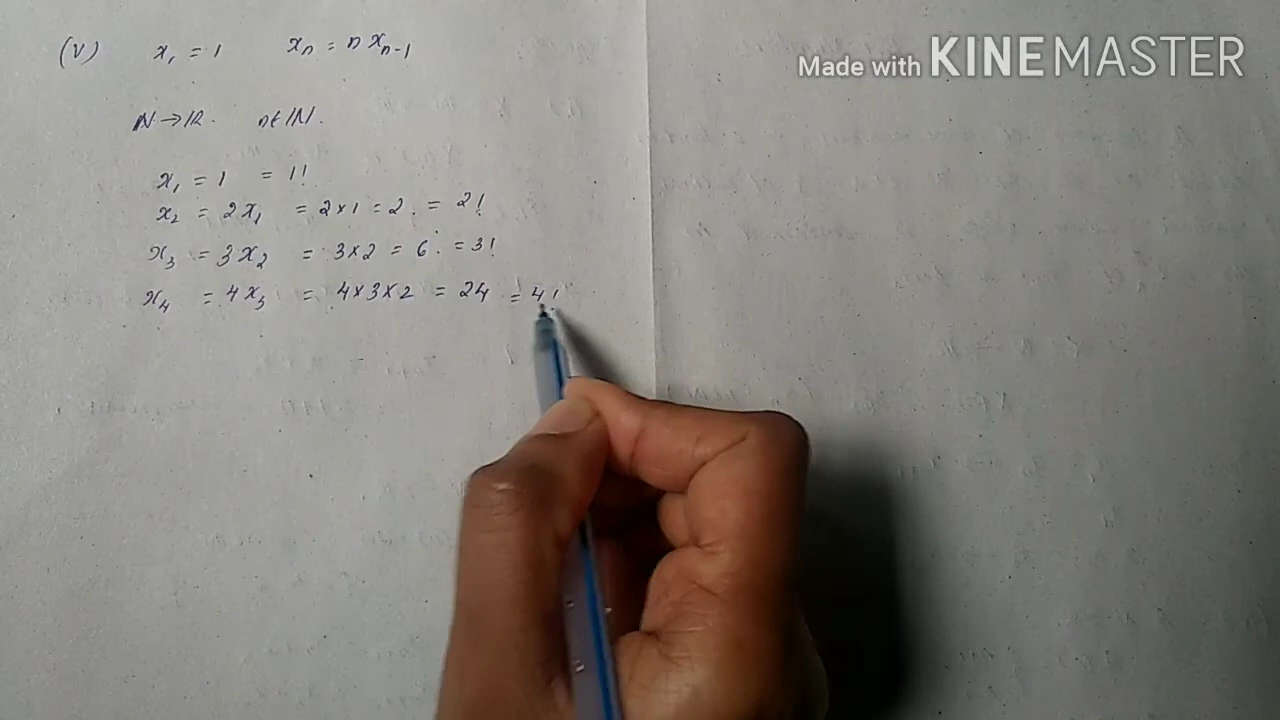 Made with KINEMASTER
(V) x₁ = 1 xₙ = n xₙ₋₁
ℕ → ℝ. n ∈ ℕ.
x₁ = 1 = 1!
x₂ = 2x₁ = 2 × 1 = 2. = 2!
x₃ = 3x₂ = 3 × 2 = 6. = 3!
x₄ = 4x₃ = 4 × 3 × 2 = 24 = 4!